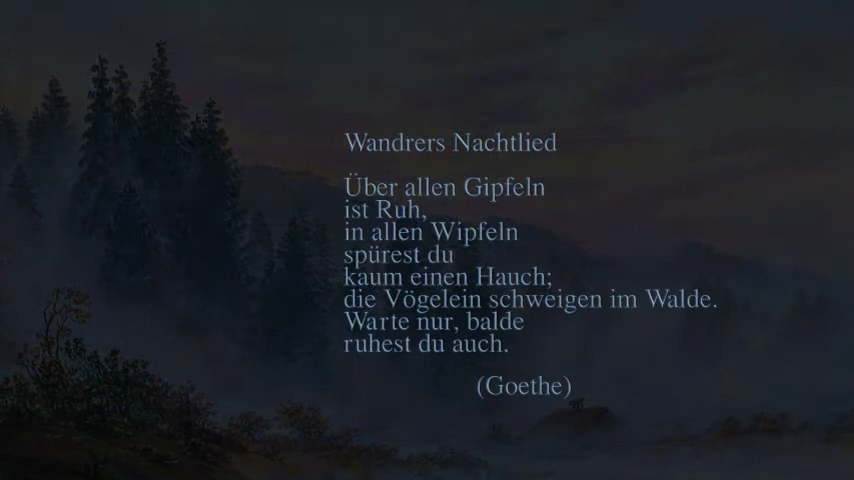 Wandrers Nachtlied
Über allen Gipfeln
ist Ruh,
in allen Wipfeln
spürest du
kaum einen Hauch;
die Vögelein schweigen im Walde.
Warte nur, balde
ruhest du auch.
(Goethe)